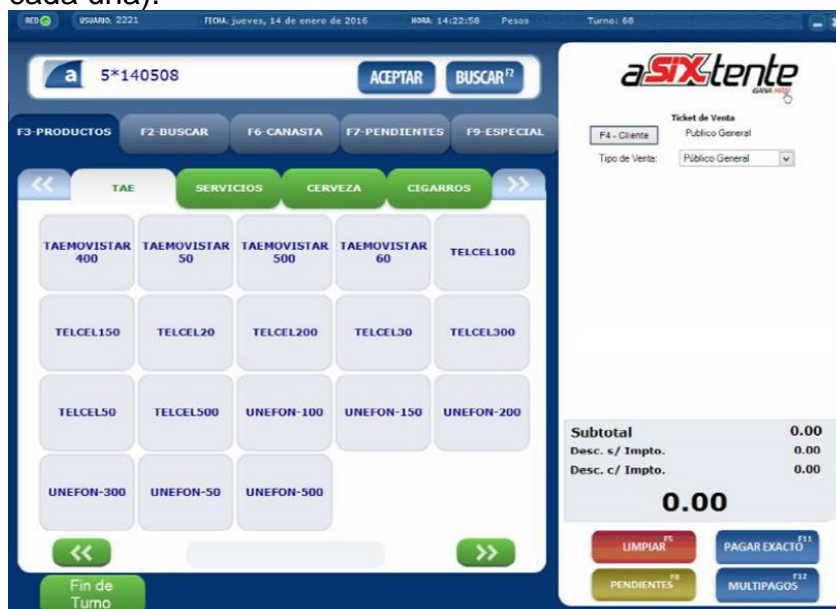 cada una).
RED USUARIO: 2221 FECHA: jueves, 14 de enero de 2016 HORA: 14:22:58 Pesos Turno: 68
a 5*140508 ACEPTAR BUSCAR F2
F3-PRODUCTOS F2-BUSCAR F6-CANASTA F7-PENDIENTES F9-ESPECIAL
TAE SERVICIOS CERVEZA CIGARROS
TAEMOVISTAR 400
TAEMOVISTAR 50
TAEMOVISTAR 500
TAEMOVISTAR 60
TELCEL100
TELCEL150 TELCEL20 TELCEL200 TELCEL30 TELCEL300
TELCEL50 TELCEL500 UNEFON-100 UNEFON-150 UNEFON-200
UNEFON-300 UNEFON-50 UNEFON-500
Fin de
Turno
aSIXtente
GANA MÁS
Ticket de Venta
F4 - Cliente Publico General
Tipo de Venta: Público General
Subtotal 0.00
Desc. s/ Impto. 0.00
Desc. c/ Impto. 0.00
0.00
LIMPIAR F5 PAGAR EXACTO F11
PENDIENTES F8 MULTIPAGOS F12